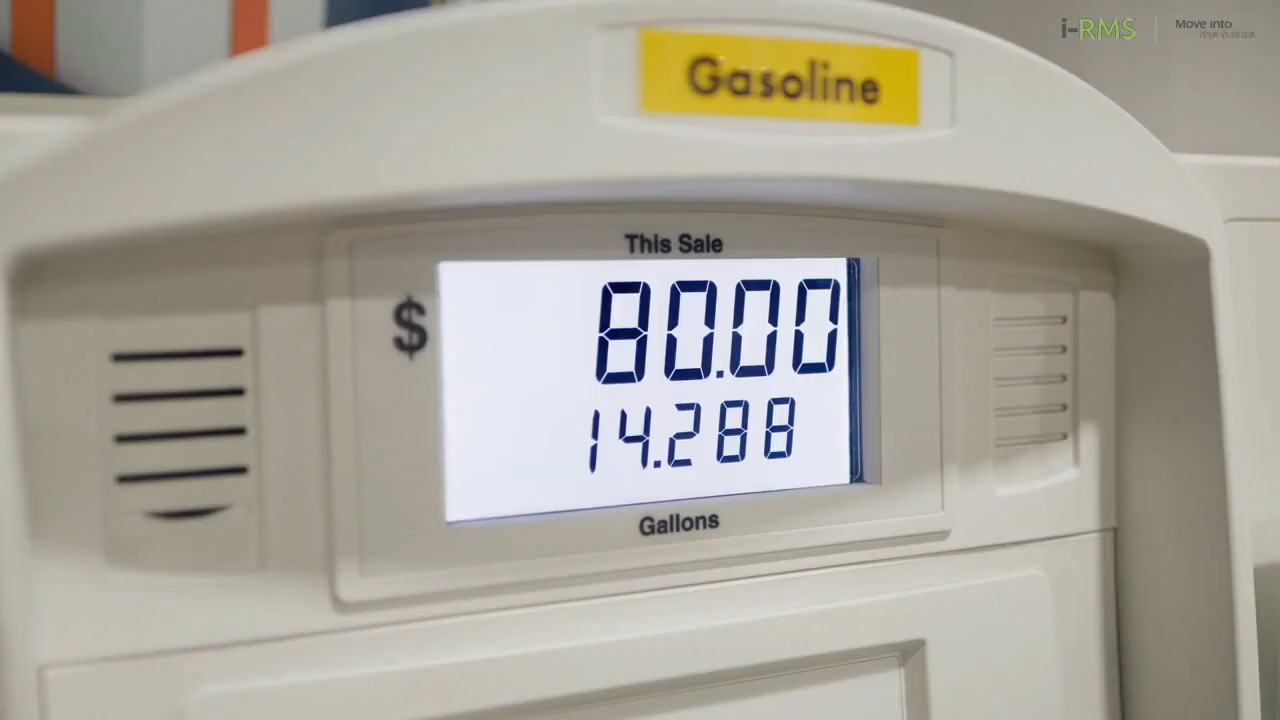 i-RMS
Move into
Gasoline
This Sale
$
80.00
14.288
Gallons